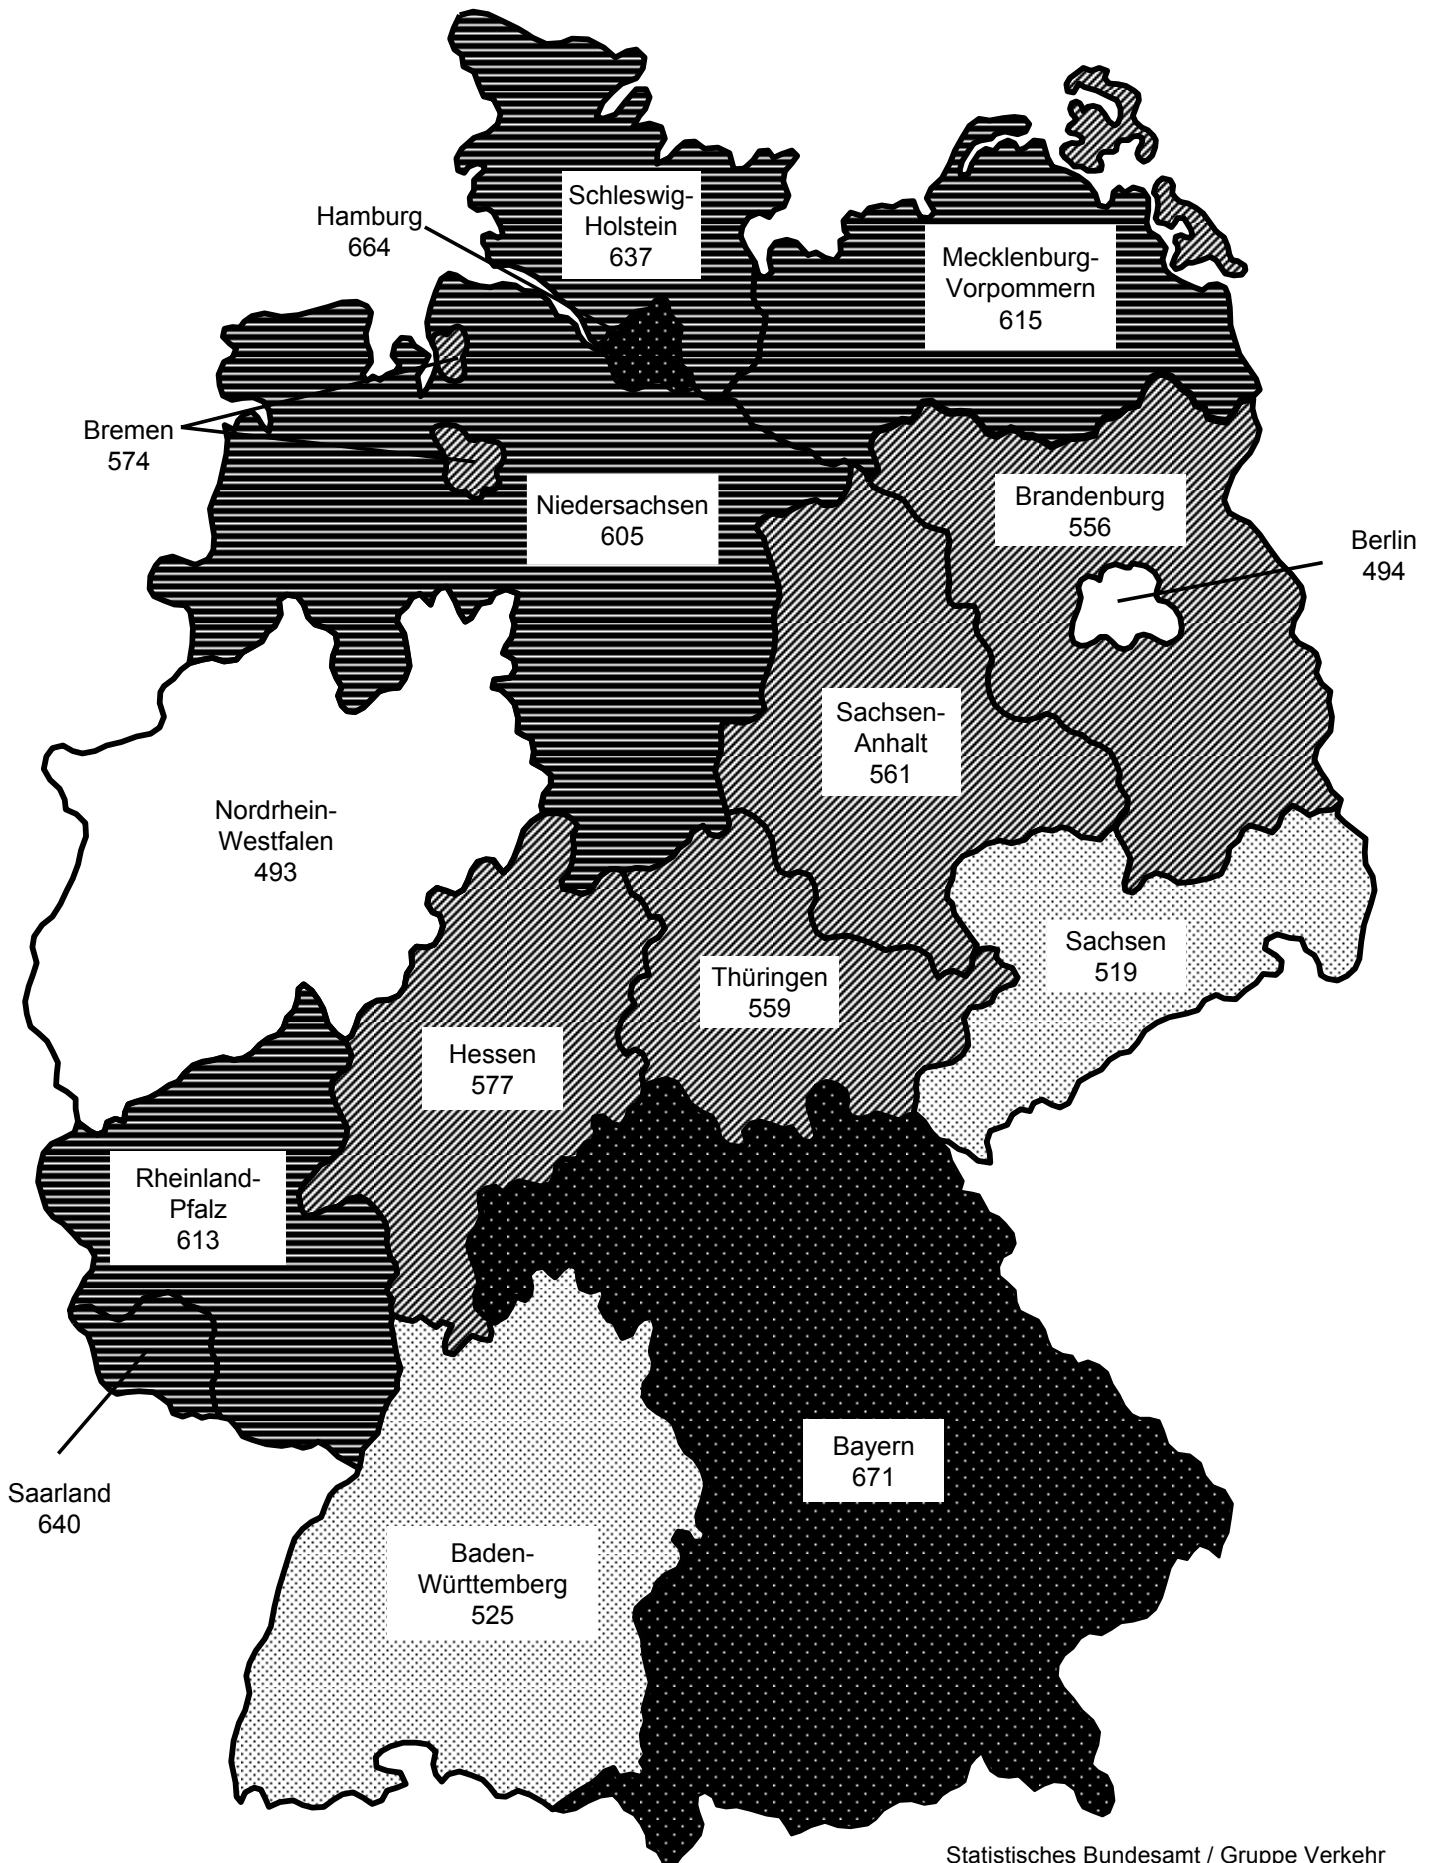 Schleswig-
Holstein
637
Hamburg
664
Mecklenburg-
Vorpommern
615
Bremen
574
Niedersachsen
605
Brandenburg
556
Berlin
494
Sachsen-
Anhalt
561
Nordrhein-
Westfalen
493
Sachsen
519
Thüringen
559
Hessen
577
Rheinland-
Pfalz
613
Bayern
671
Saarland
640
Baden-
Württemberg
525
Statistisches Bundesamt / Gruppe Verkehr